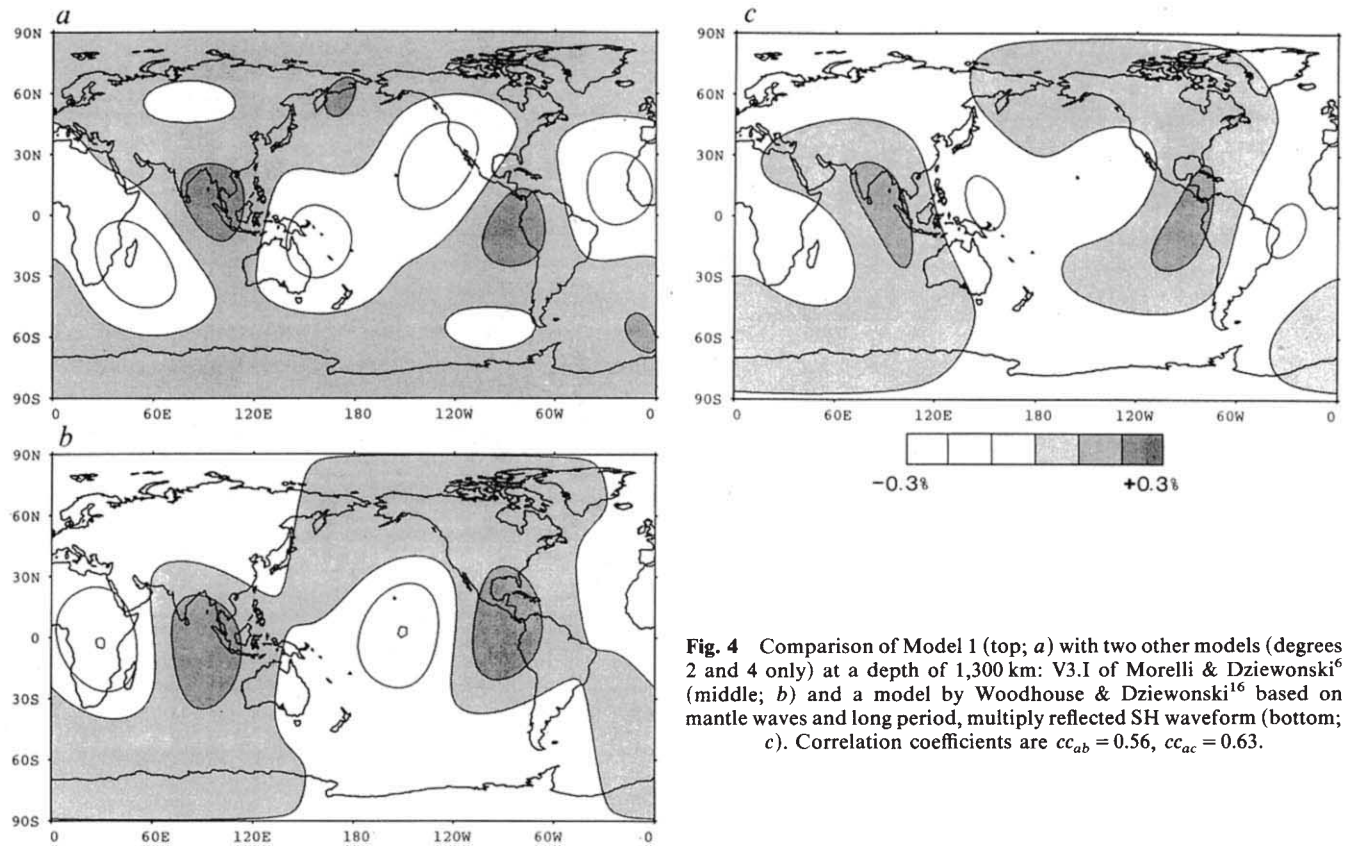 a
90N
60N
30N
0
30S
60S
90S
0 60E 120E 180 120W 60W 0
b
90N
60N
30N
0
30S
60S
90S
0 60E 120E 180 120W 60W 0
c
90N
60N
30N
0
30S
60S
90S
0 60E 120E 180 120W 60W 0
-0.3% +0.3%
Fig. 4 Comparison of Model 1 (top; a) with two other models (degrees
2 and 4 only) at a depth of 1,300 km: V3.I of Morelli & Dziewonski⁶
(middle; b) and a model by Woodhouse & Dziewonski¹⁶ based on
mantle waves and long period, multiply reflected SH waveform (bottom;
c). Correlation coefficients are cc_ab = 0.56, cc_ac = 0.63.